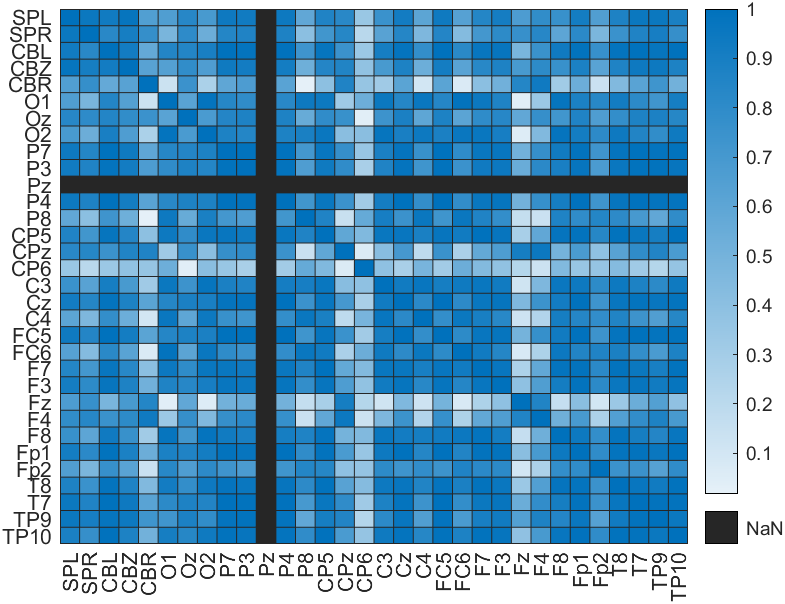 SPL
SPR
CBL
CBZ
CBR
O1
Oz
O2
P7
P3
Pz
P4
P8
CP5
CPz
CP6
C3
Cz
C4
FC5
FC6
F7
F3
Fz
F4
F8
Fp1
Fp2
T8
T7
TP9
TP10
SPL SPR CBL CBZ CBR O1 Oz O2 P7 P3 Pz P4 P8 CP5 CPz CP6 C3 Cz C4 FC5 FC6 F7 F3 Fz F4 F8 Fp1 Fp2 T8 T7 TP9 TP10
1
0.9
0.8
0.7
0.6
0.5
0.4
0.3
0.2
0.1
NaN